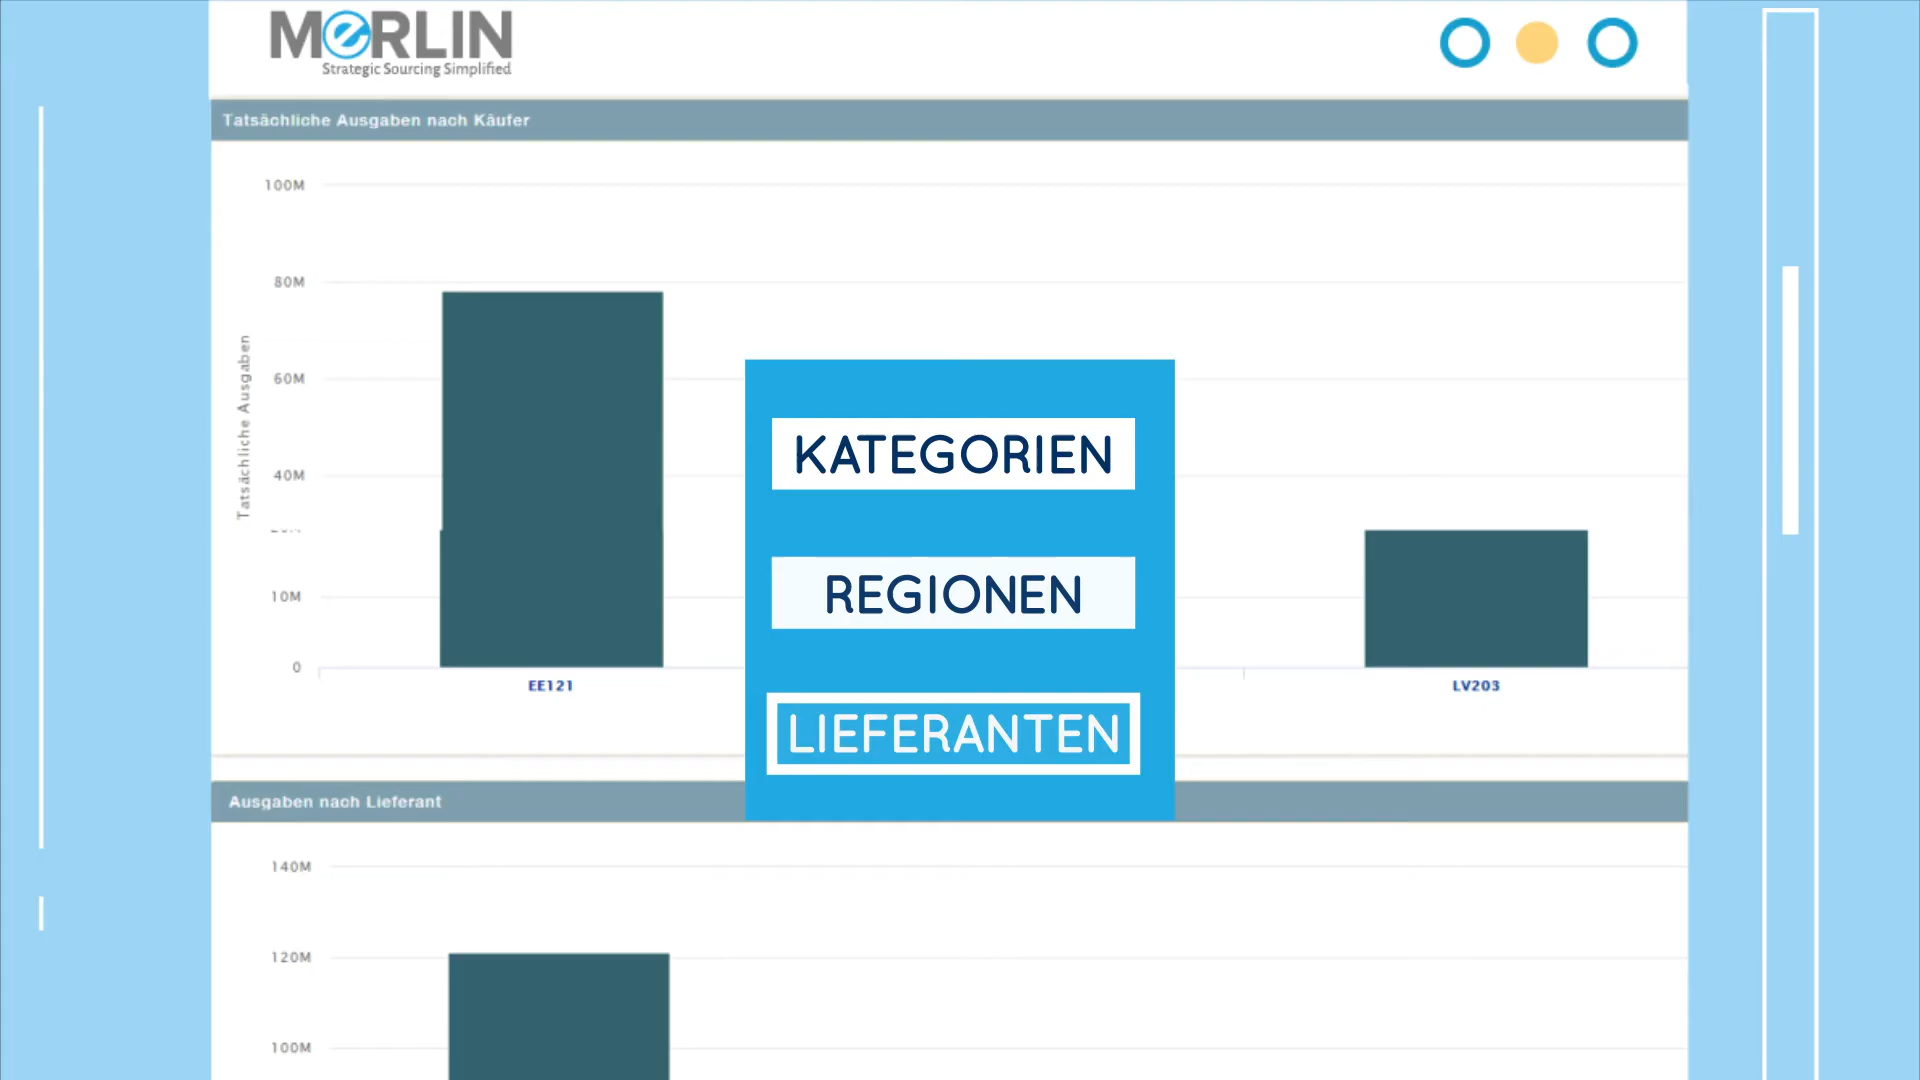 MeRLIN
Strategic Sourcing Simplified
Tatsächliche Ausgaben nach Käufer
100M
80M
60M
40M
10M
0
Tatsächliche Ausgaben
EE121
LV203
KATEGORIEN
REGIONEN
LIEFERANTEN
Ausgaben nach Lieferant
140M
120M
100M